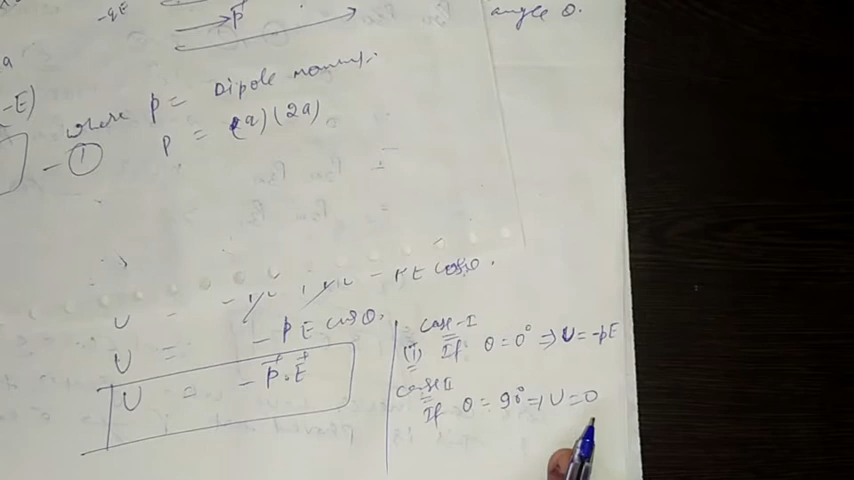 -qE
p
angle θ.
a
-E)
where p = Dipole moment.
- ①
p = (q)(2a)
U = - pE cosθ.
U = - p E cosθ.
U = - p⃗ . E⃗
Case-I
(i) If θ = 0° ⇒ U = -pE
Case II
If θ = 90° ⇒ U = 0